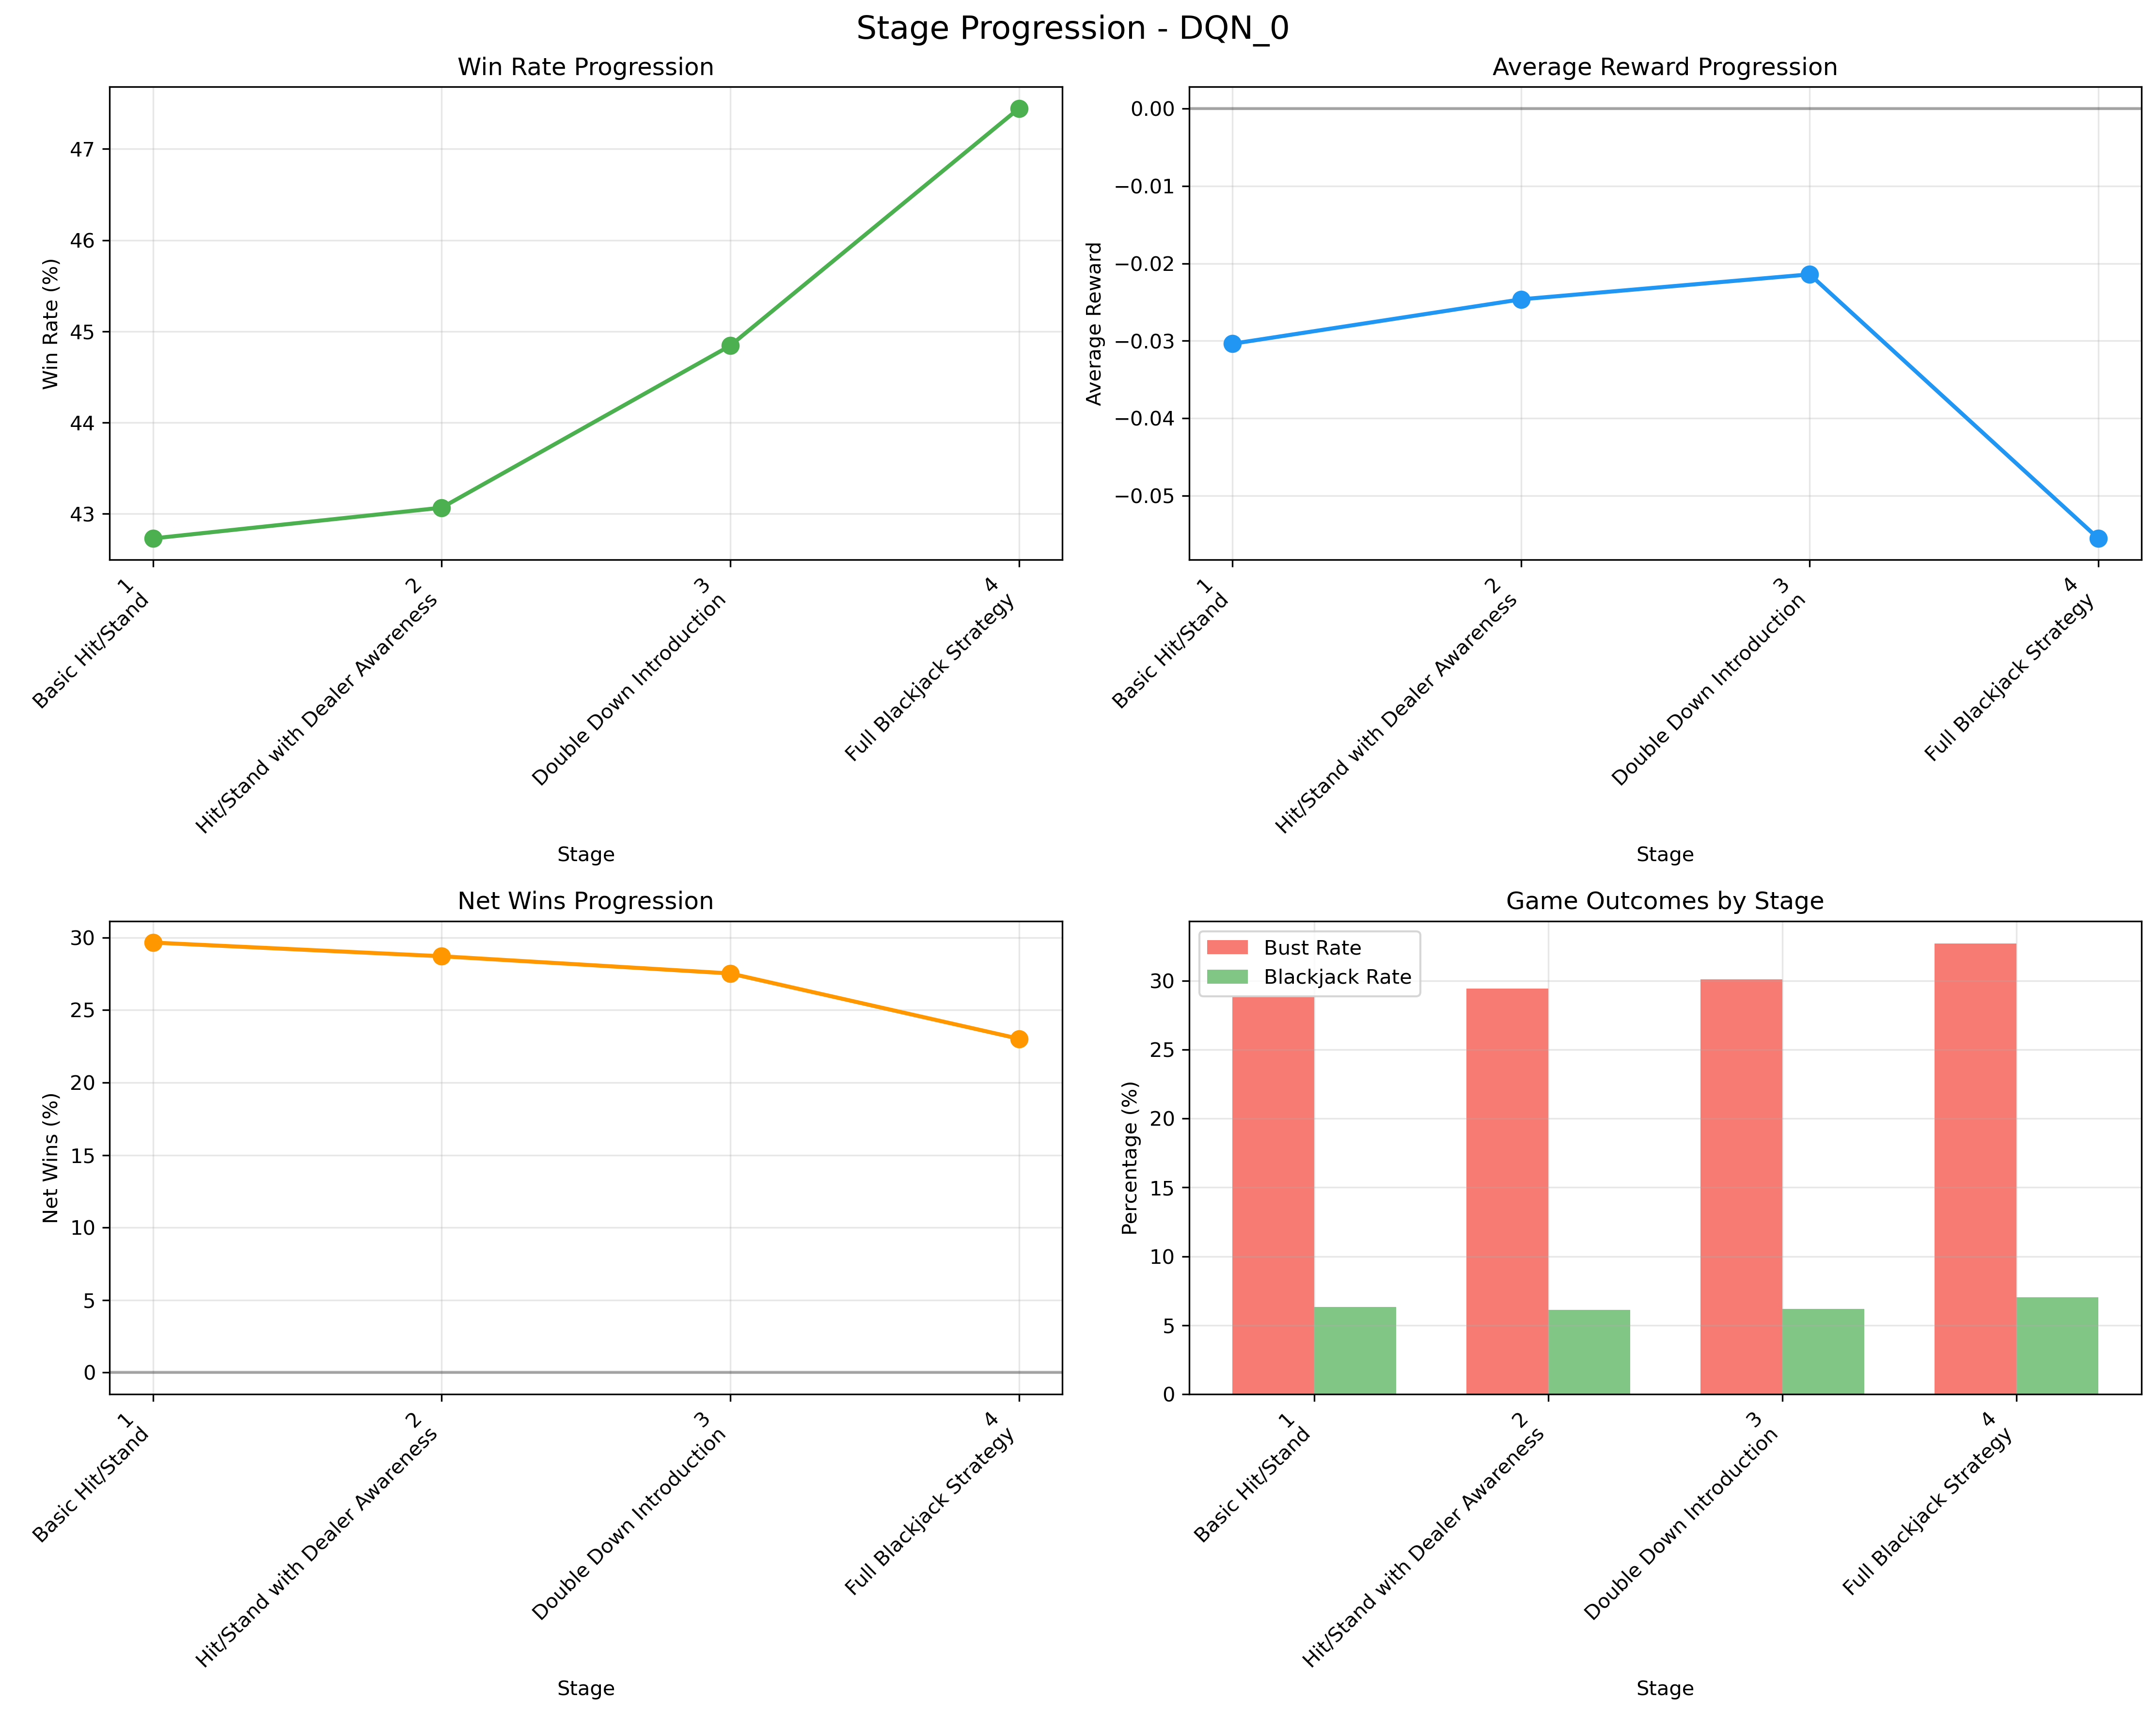 Stage Progression - DQN_0
Win Rate Progression
Win Rate (%)
47
46
45
44
43
1
Basic Hit/Stand
2
Hit/Stand with Dealer Awareness
3
Double Down Introduction
4
Full Blackjack Strategy
Stage
Average Reward Progression
Average Reward
0.00
−0.01
−0.02
−0.03
−0.04
−0.05
1
Basic Hit/Stand
2
Hit/Stand with Dealer Awareness
3
Double Down Introduction
4
Full Blackjack Strategy
Stage
Net Wins Progression
Net Wins (%)
30
25
20
15
10
5
0
1
Basic Hit/Stand
2
Hit/Stand with Dealer Awareness
3
Double Down Introduction
4
Full Blackjack Strategy
Stage
Game Outcomes by Stage
Bust Rate
Blackjack Rate
Percentage (%)
30
25
20
15
10
5
0
1
Basic Hit/Stand
2
Hit/Stand with Dealer Awareness
3
Double Down Introduction
4
Full Blackjack Strategy
Stage